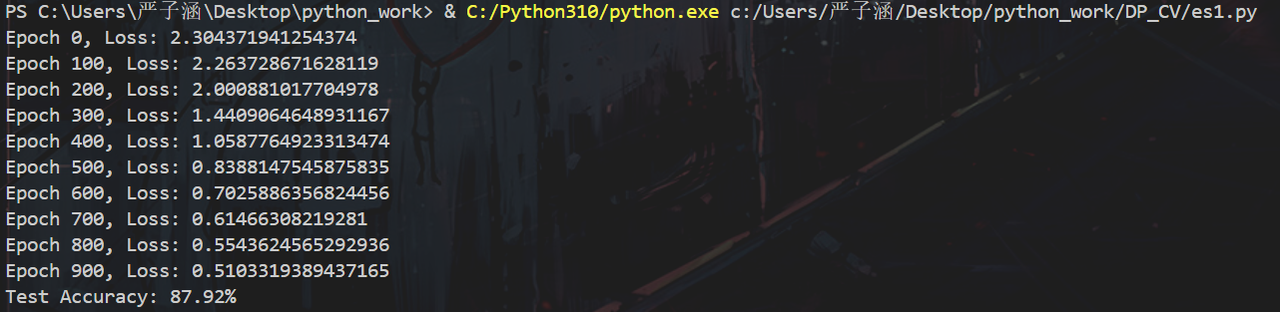 PS C:\Users\严子涵\Desktop\python_work> & C:/Python310/python.exe c:/Users/严子涵/Desktop/python_work/DP_CV/es1.py
Epoch 0, Loss: 2.304371941254374
Epoch 100, Loss: 2.263728671628119
Epoch 200, Loss: 2.000881017704978
Epoch 300, Loss: 1.4409064648931167
Epoch 400, Loss: 1.0587764923313474
Epoch 500, Loss: 0.8388147545875835
Epoch 600, Loss: 0.7025886356824456
Epoch 700, Loss: 0.61466308219281
Epoch 800, Loss: 0.5543624565292936
Epoch 900, Loss: 0.5103319389437165
Test Accuracy: 87.92%